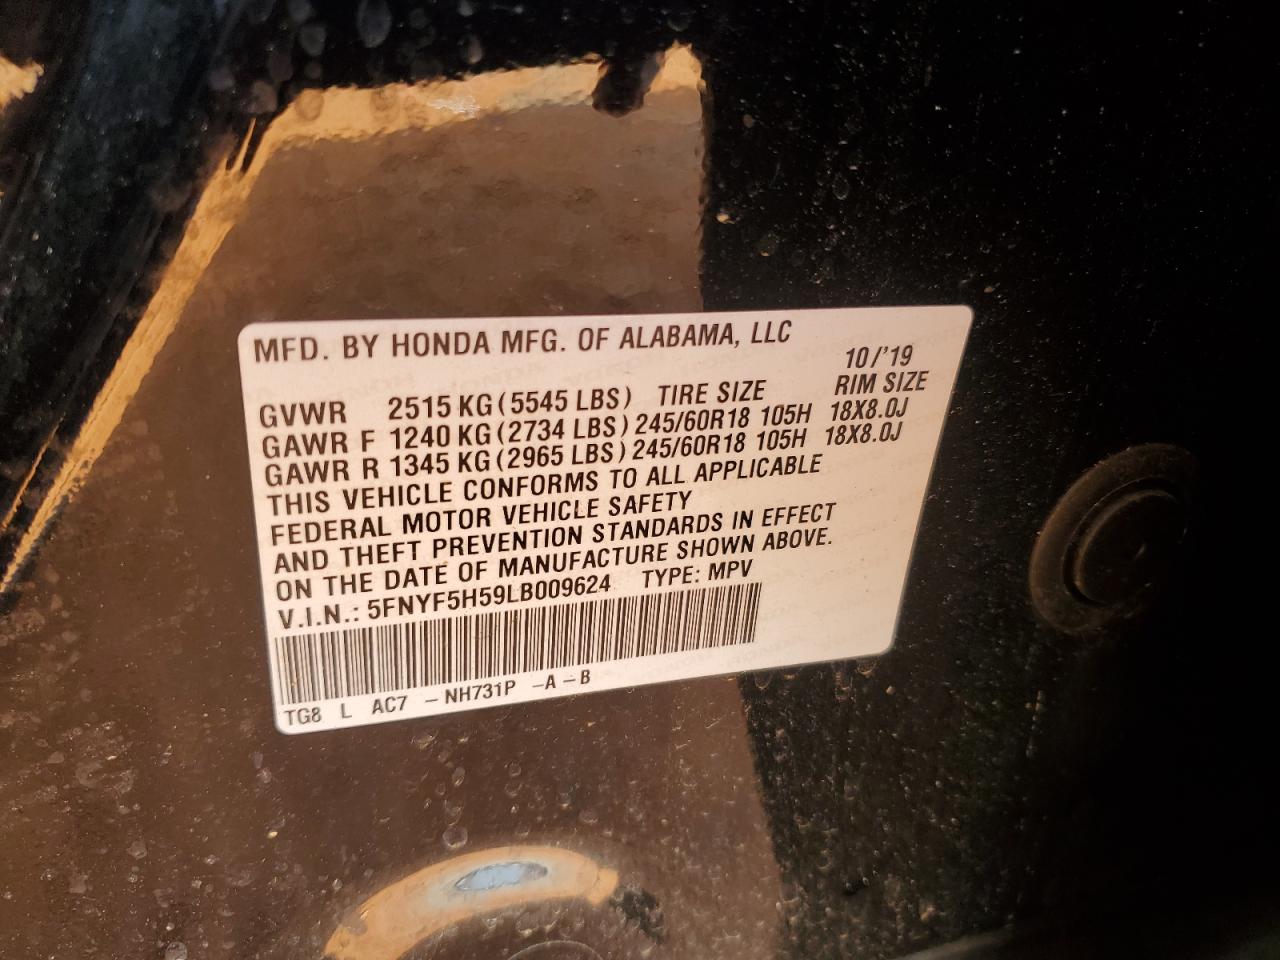 MFD. BY HONDA MFG. OF ALABAMA, LLC
10/'19
GVWR 2515 KG (5545 LBS) TIRE SIZE RIM SIZE
GAWR F 1240 KG (2734 LBS) 245/60R18 105H 18X8.0J
GAWR R 1345 KG (2965 LBS) 245/60R18 105H 18X8.0J
THIS VEHICLE CONFORMS TO ALL APPLICABLE
FEDERAL MOTOR VEHICLE SAFETY
AND THEFT PREVENTION STANDARDS IN EFFECT
ON THE DATE OF MANUFACTURE SHOWN ABOVE.
V.I.N.: 5FNYF5H59LB009624 TYPE: MPV
TG8 L AC7 - NH731P -A - B